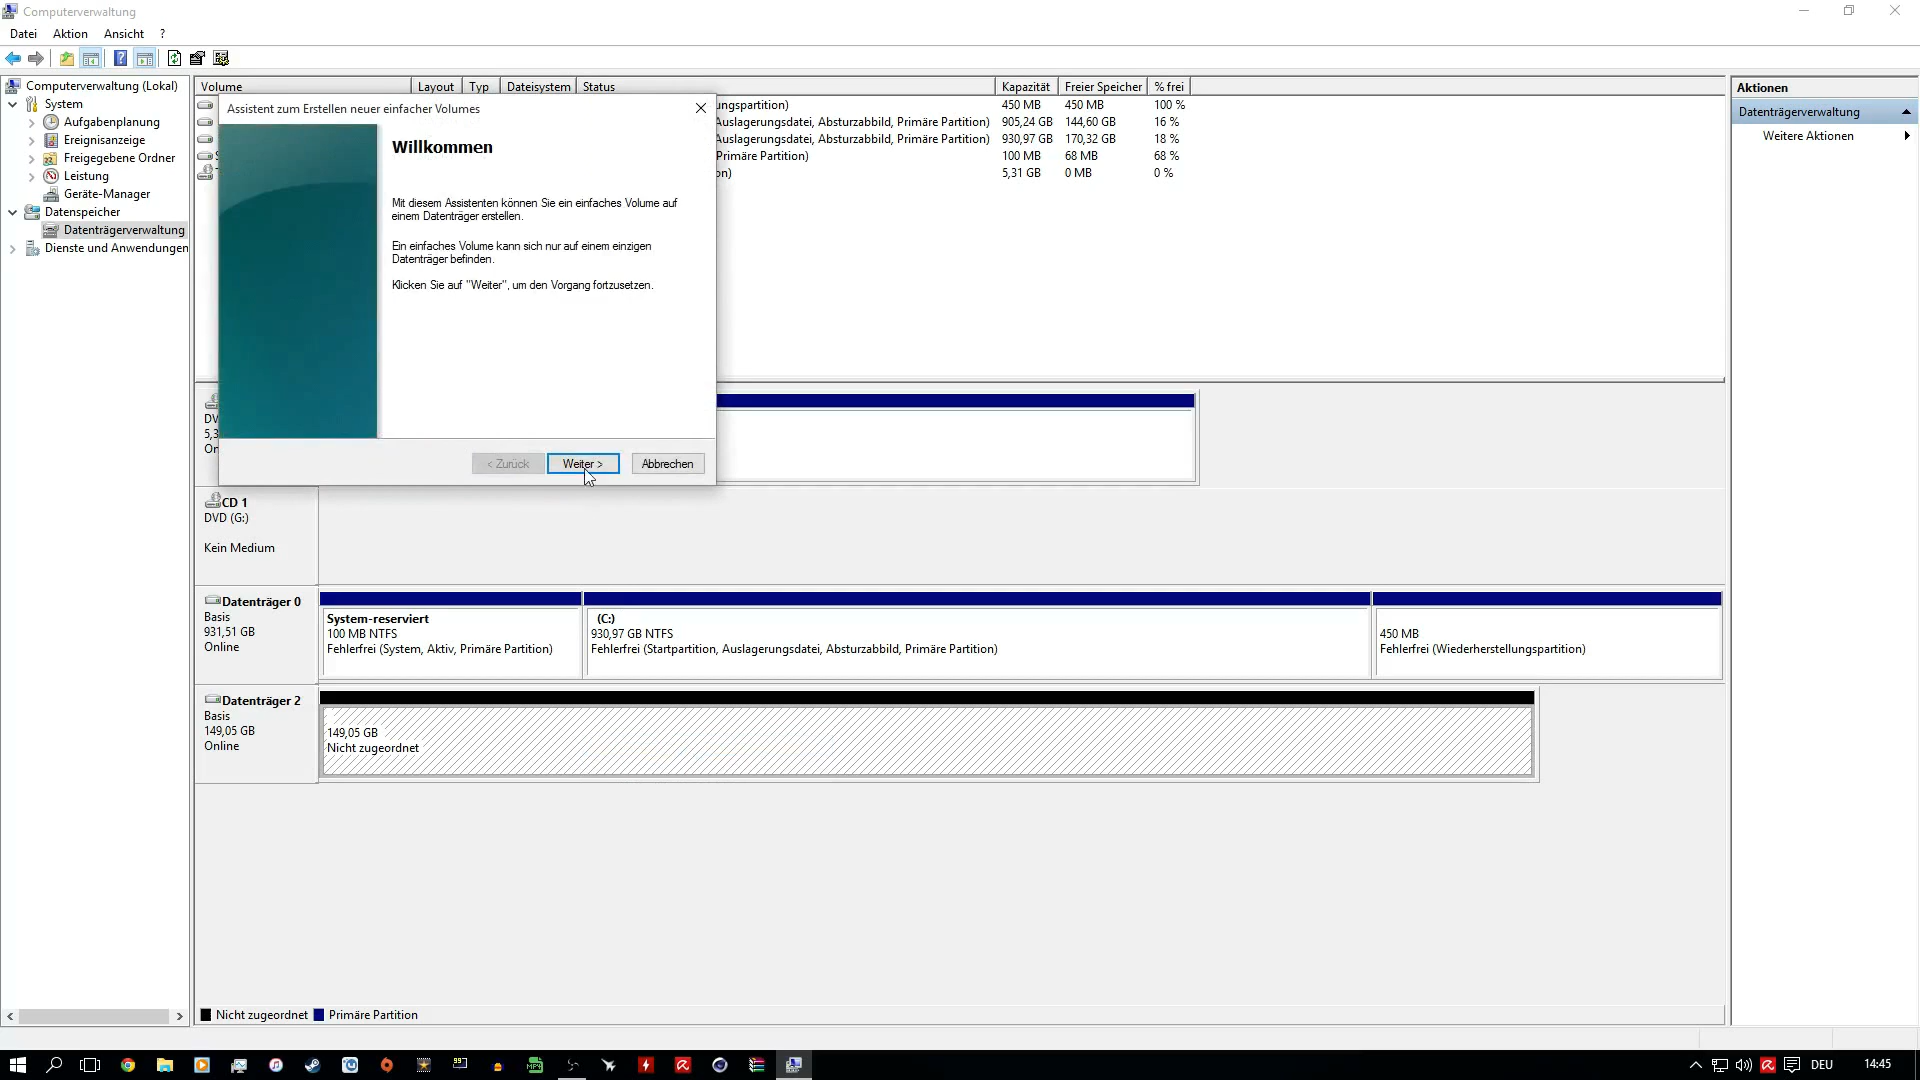 Computerverwaltung
Datei Aktion Ansicht ?
Computerverwaltung (Lokal)
System
Aufgabenplanung
Ereignisanzeige
Freigegebene Ordner
Leistung
Geräte-Manager
Datenspeicher
Datenträgerverwaltung
Dienste und Anwendungen
Volume Layout Typ Dateisystem Status Kapazität Freier Speicher % frei
ungspartition) 450 MB 450 MB 100 %
Auslagerungsdatei, Absturzabbild, Primäre Partition) 905,24 GB 144,60 GB 16 %
Auslagerungsdatei, Absturzabbild, Primäre Partition) 930,97 GB 170,32 GB 18 %
Primäre Partition) 100 MB 68 MB 68 %
on) 5,31 GB 0 MB 0 %
Assistent zum Erstellen neuer einfacher Volumes
Willkommen
Mit diesem Assistenten können Sie ein einfaches Volume auf
einem Datenträger erstellen.
Ein einfaches Volume kann sich nur auf einem einzigen
Datenträger befinden.
Klicken Sie auf "Weiter", um den Vorgang fortzusetzen.
< Zurück Weiter > Abbrechen
DV
5,3
On
CD 1
DVD (G:)
Kein Medium
Datenträger 0
Basis
931,51 GB
Online
System-reserviert
100 MB NTFS
Fehlerfrei (System, Aktiv, Primäre Partition)
(C:)
930,97 GB NTFS
Fehlerfrei (Startpartition, Auslagerungsdatei, Absturzabbild, Primäre Partition)
450 MB
Fehlerfrei (Wiederherstellungspartition)
Datenträger 2
Basis
149,05 GB
Online
149,05 GB
Nicht zugeordnet
Nicht zugeordnet Primäre Partition
Aktionen
Datenträgerverwaltung
Weitere Aktionen
DEU 14:45